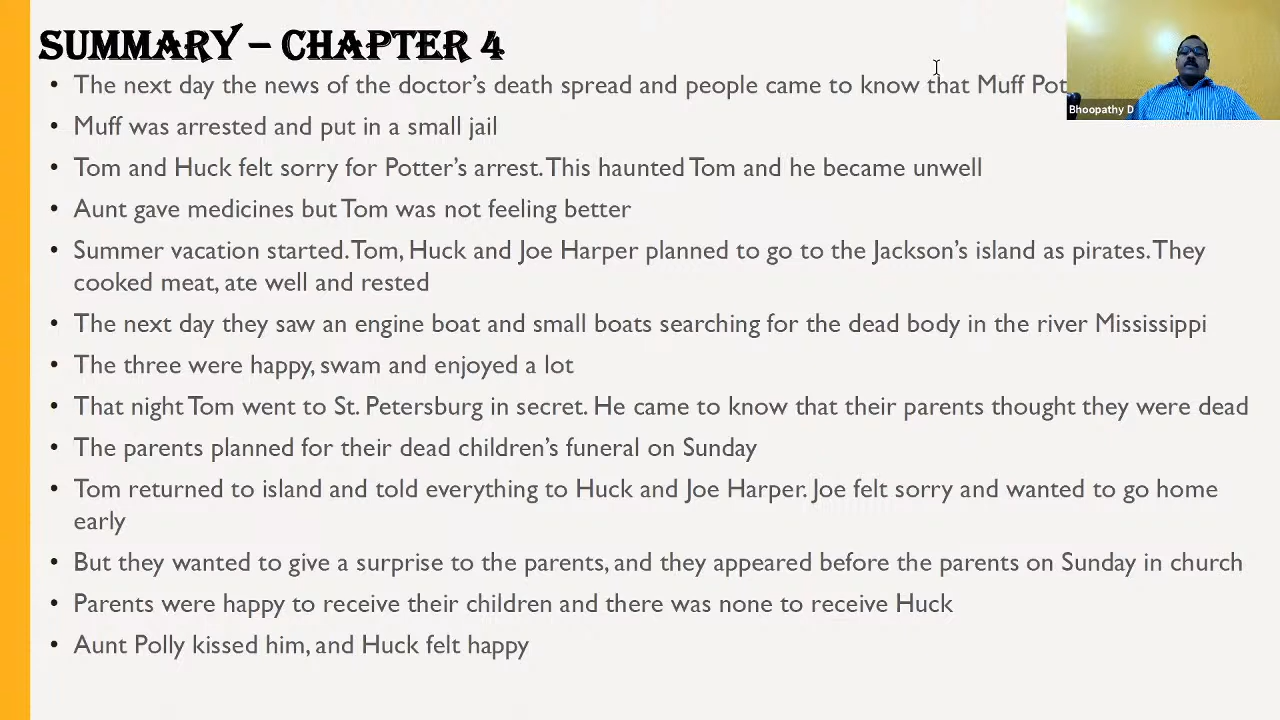 SUMMARY – CHAPTER 4
• The next day the news of the doctor's death spread and people came to know that Muff
• Muff was arrested and put in a small jail
• Tom and Huck felt sorry for Potter's arrest. This haunted Tom and he became unwell
• Aunt gave medicines but Tom was not feeling better
• Summer vacation started. Tom, Huck and Joe Harper planned to go to the Jackson's island as pirates. They
cooked meat, ate well and rested
• The next day they saw an engine boat and small boats searching for the dead body in the river Mississippi
• The three were happy, swam and enjoyed a lot
• That night Tom went to St. Petersburg in secret. He came to know that their parents thought they were dead
• The parents planned for their dead children's funeral on Sunday
• Tom returned to island and told everything to Huck and Joe Harper. Joe felt sorry and wanted to go home
early
• But they wanted to give a surprise to the parents, and they appeared before the parents on Sunday in church
• Parents were happy to receive their children and there was none to receive Huck
• Aunt Polly kissed him, and Huck felt happy
Bhoopathy D